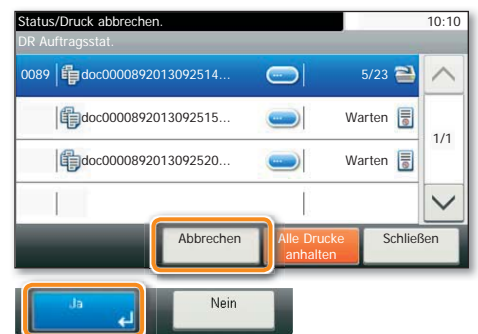 Status/Druck abbrechen. 10:10
DR Auftragsstat.
0089 doc0000892013092514... 5/23
doc0000892013092515... Warten
doc0000892013092520... Warten
1/1
Abbrechen Alle Drucke anhalten Schließen
Ja Nein